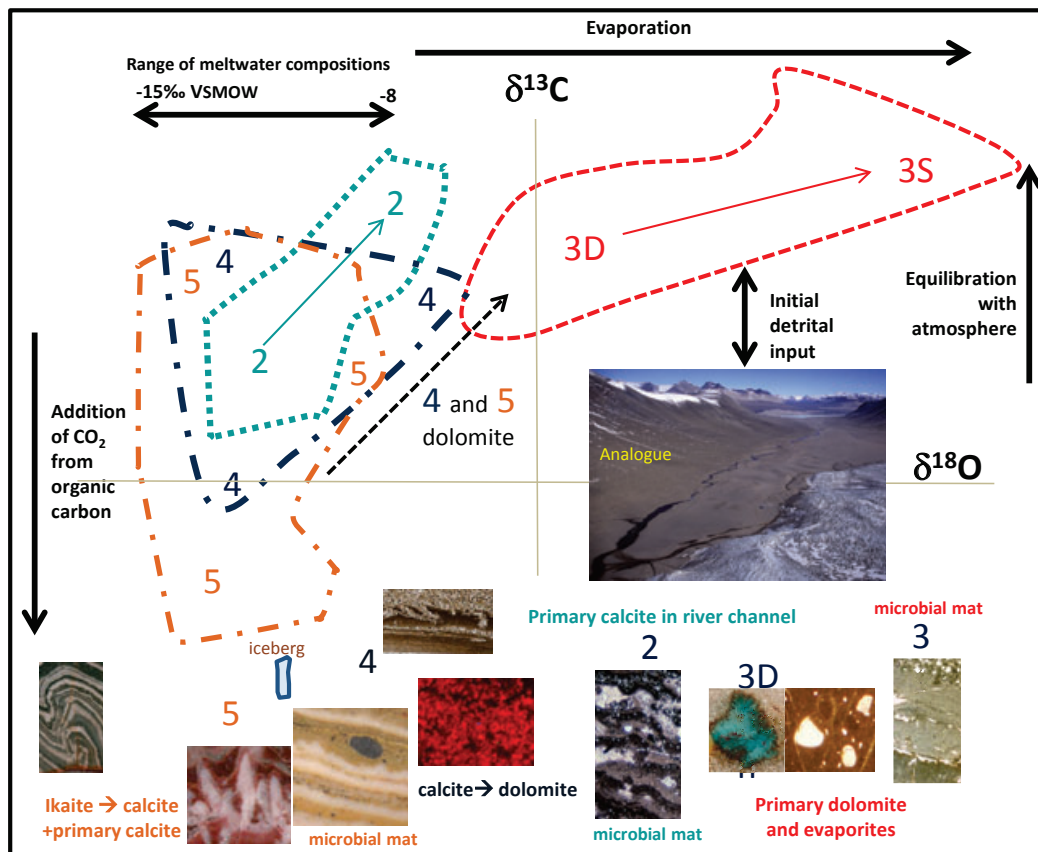 Evaporation
Range of meltwater compositions
-15‰ VSMOW
-8
δ13C
2
3S
3D
4
5
4
2
5
Equilibration
with
atmosphere
Initial
detrital
input
4 and 5
dolomite
Addition
of CO2
from
organic
carbon
Analogue
δ18O
4
5
iceberg
Primary calcite in river channel
microbial mat
4
2
3
3D
5
Ikaite → calcite
+primary calcite
microbial mat
calcite→ dolomite
microbial mat
Primary dolomite
and evaporites